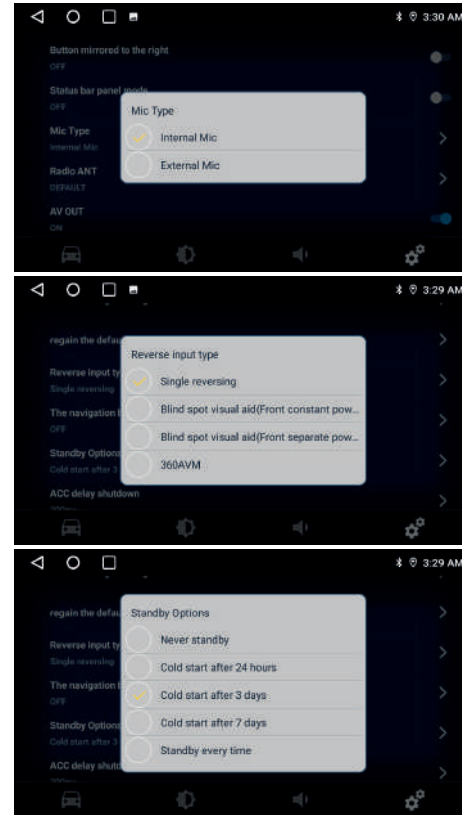 3:30 AM
Button mirrored to the right
OFF
Status bar panel mode
OFF
Mic Type
Internal Mic
Radio ANT
DEFAULT
AV OUT
ON
Mic Type
Internal Mic
External Mic
3:29 AM
regain the defau
Reverse input ty
Single reversing
The navigation
OFF
Standby Options
Cold start after 3
ACC delay shutdown
Reverse input type
Single reversing
Blind spot visual aid(Front constant pow...
Blind spot visual aid(Front separate pow...
360AVM
3:29 AM
regain the defau
Reverse input ty
Single reversing
The navigation
OFF
Standby Options
Cold start after 3
ACC delay shutd
Standby Options
Never standby
Cold start after 24 hours
Cold start after 3 days
Cold start after 7 days
Standby every time